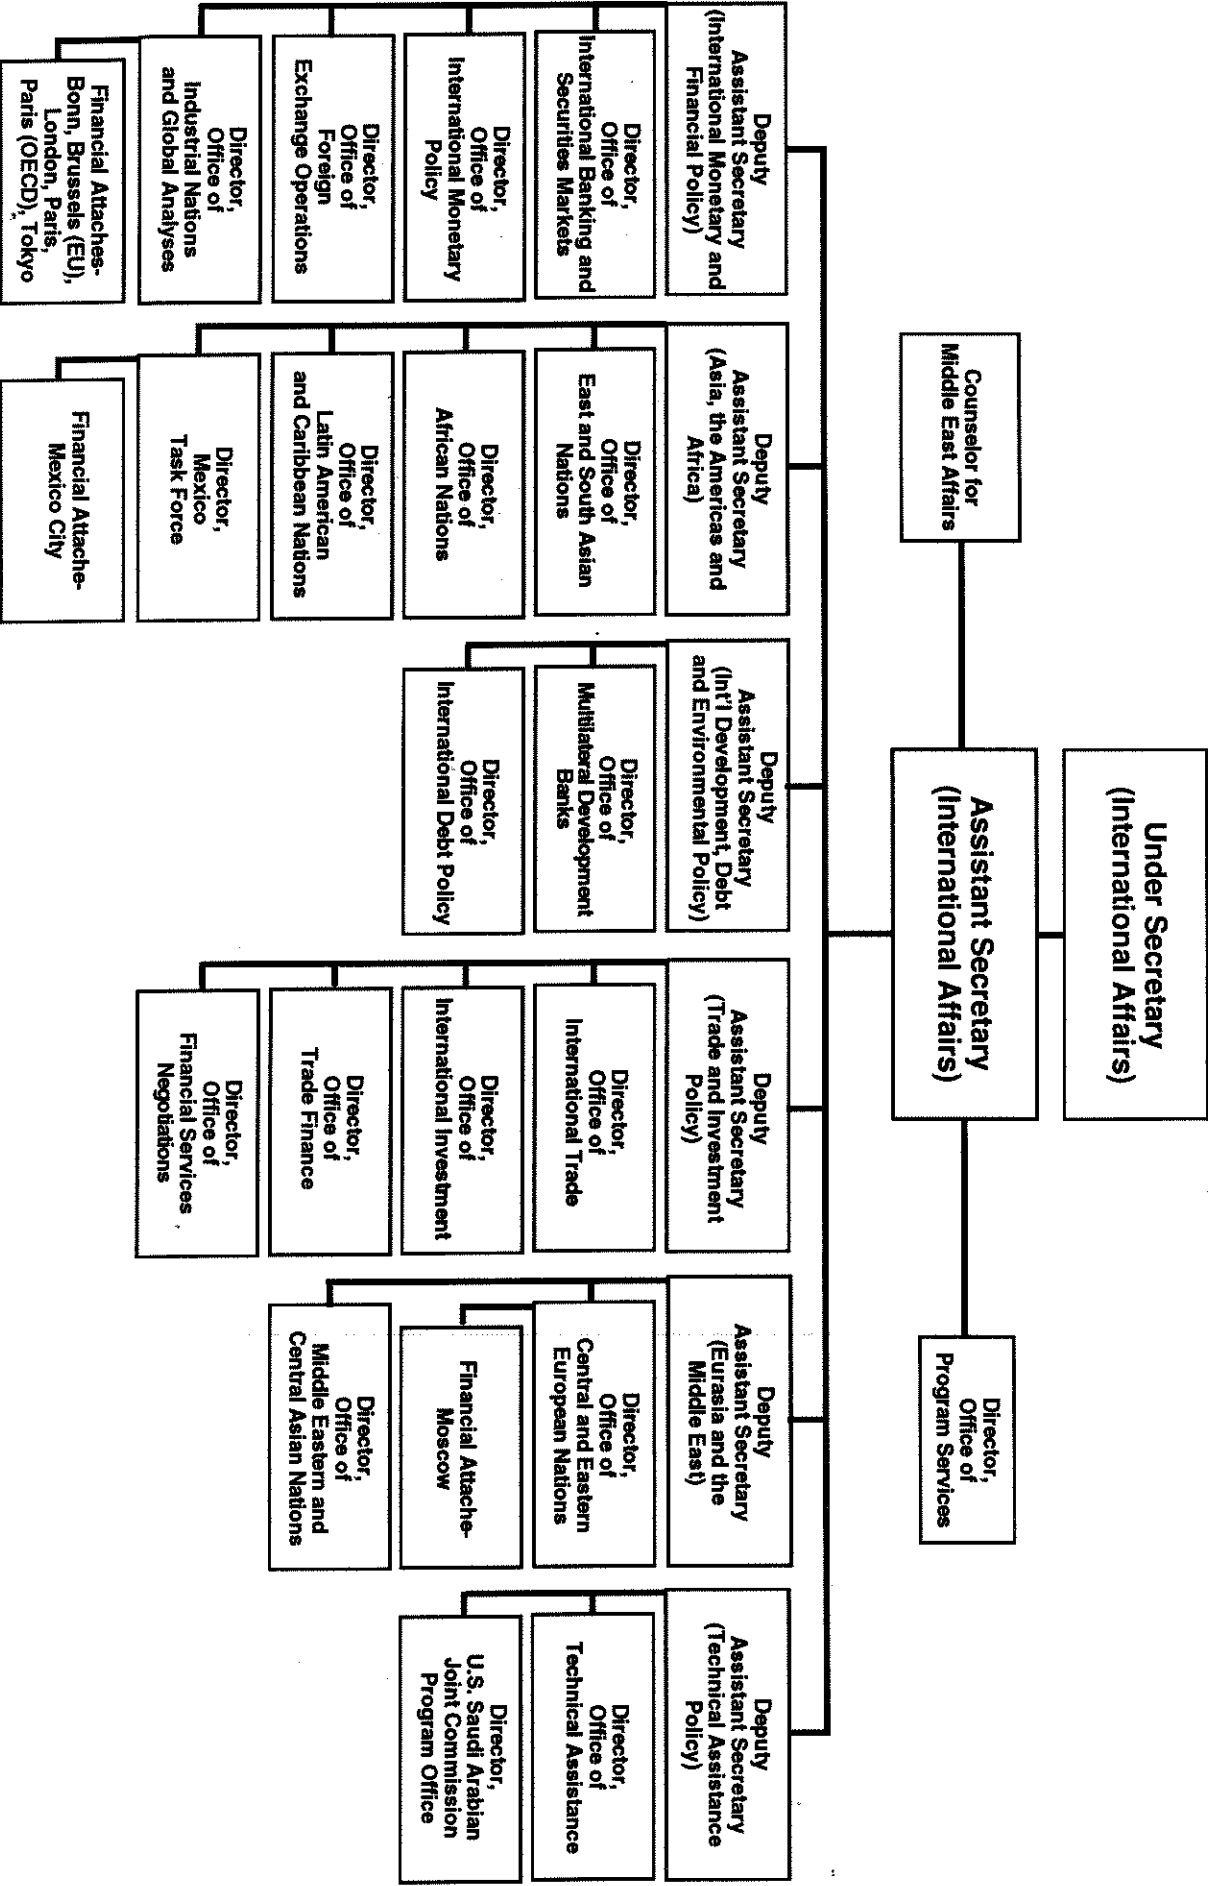 Under Secretary
(International Affairs)
Assistant Secretary
(International Affairs)
Counselor for
Middle East Affairs
Director,
Office of
Program Services
Deputy
Assistant Secretary
(International Monetary and
Financial Policy)
Director,
Office of
International Banking and
Securities Markets
Director,
Office of
International Monetary
Policy
Director,
Office of
Foreign
Exchange Operations
Director,
Office of
Industrial Nations
and Global Analyses
Financial Attaches-
Bonn, Brussels (EU),
London, Paris,
Paris (OECD), Tokyo
Deputy
Assistant Secretary
(Asia, the Americas and
Africa)
Director,
Office of
East and South Asian
Nations
Director,
Office of
African Nations
Director,
Office of
Latin American
and Caribbean Nations
Director,
Mexico
Task Force
Financial Attache-
Mexico City
Deputy
Assistant Secretary
(Int'l Development, Debt
and Environmental Policy)
Director,
Office of
Multilateral Development
Banks
Director,
Office of
International Debt Policy
Deputy
Assistant Secretary
(Trade and Investment
Policy)
Director,
Office of
International Trade
Director,
Office of
International Investment
Director,
Office of
Trade Finance
Director,
Office of
Financial Services
Negotiations
Deputy
Assistant Secretary
(Eurasia and the
Middle East)
Director,
Office of
Central and Eastern
European Nations
Financial Attache-
Moscow
Director,
Office of
Middle Eastern and
Central Asian Nations
Deputy
Assistant Secretary
(Technical Assistance
Policy)
Director,
Office of
Technical Assistance
Director,
U.S. Saudi Arabian
Joint Commission
Program Office